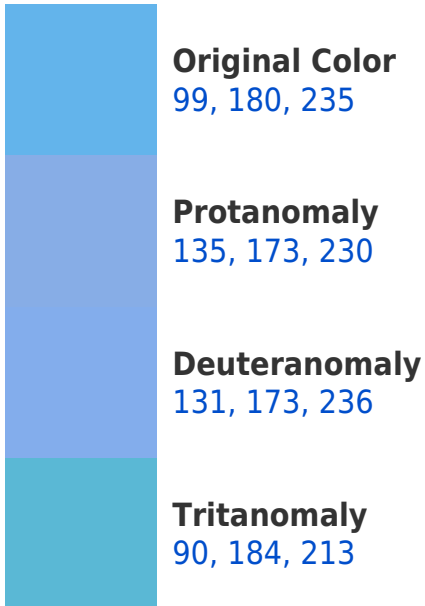 Original Color
99, 180, 235
Protanomaly
135, 173, 230
Deuteranomaly
131, 173, 236
Tritanomaly
90, 184, 213